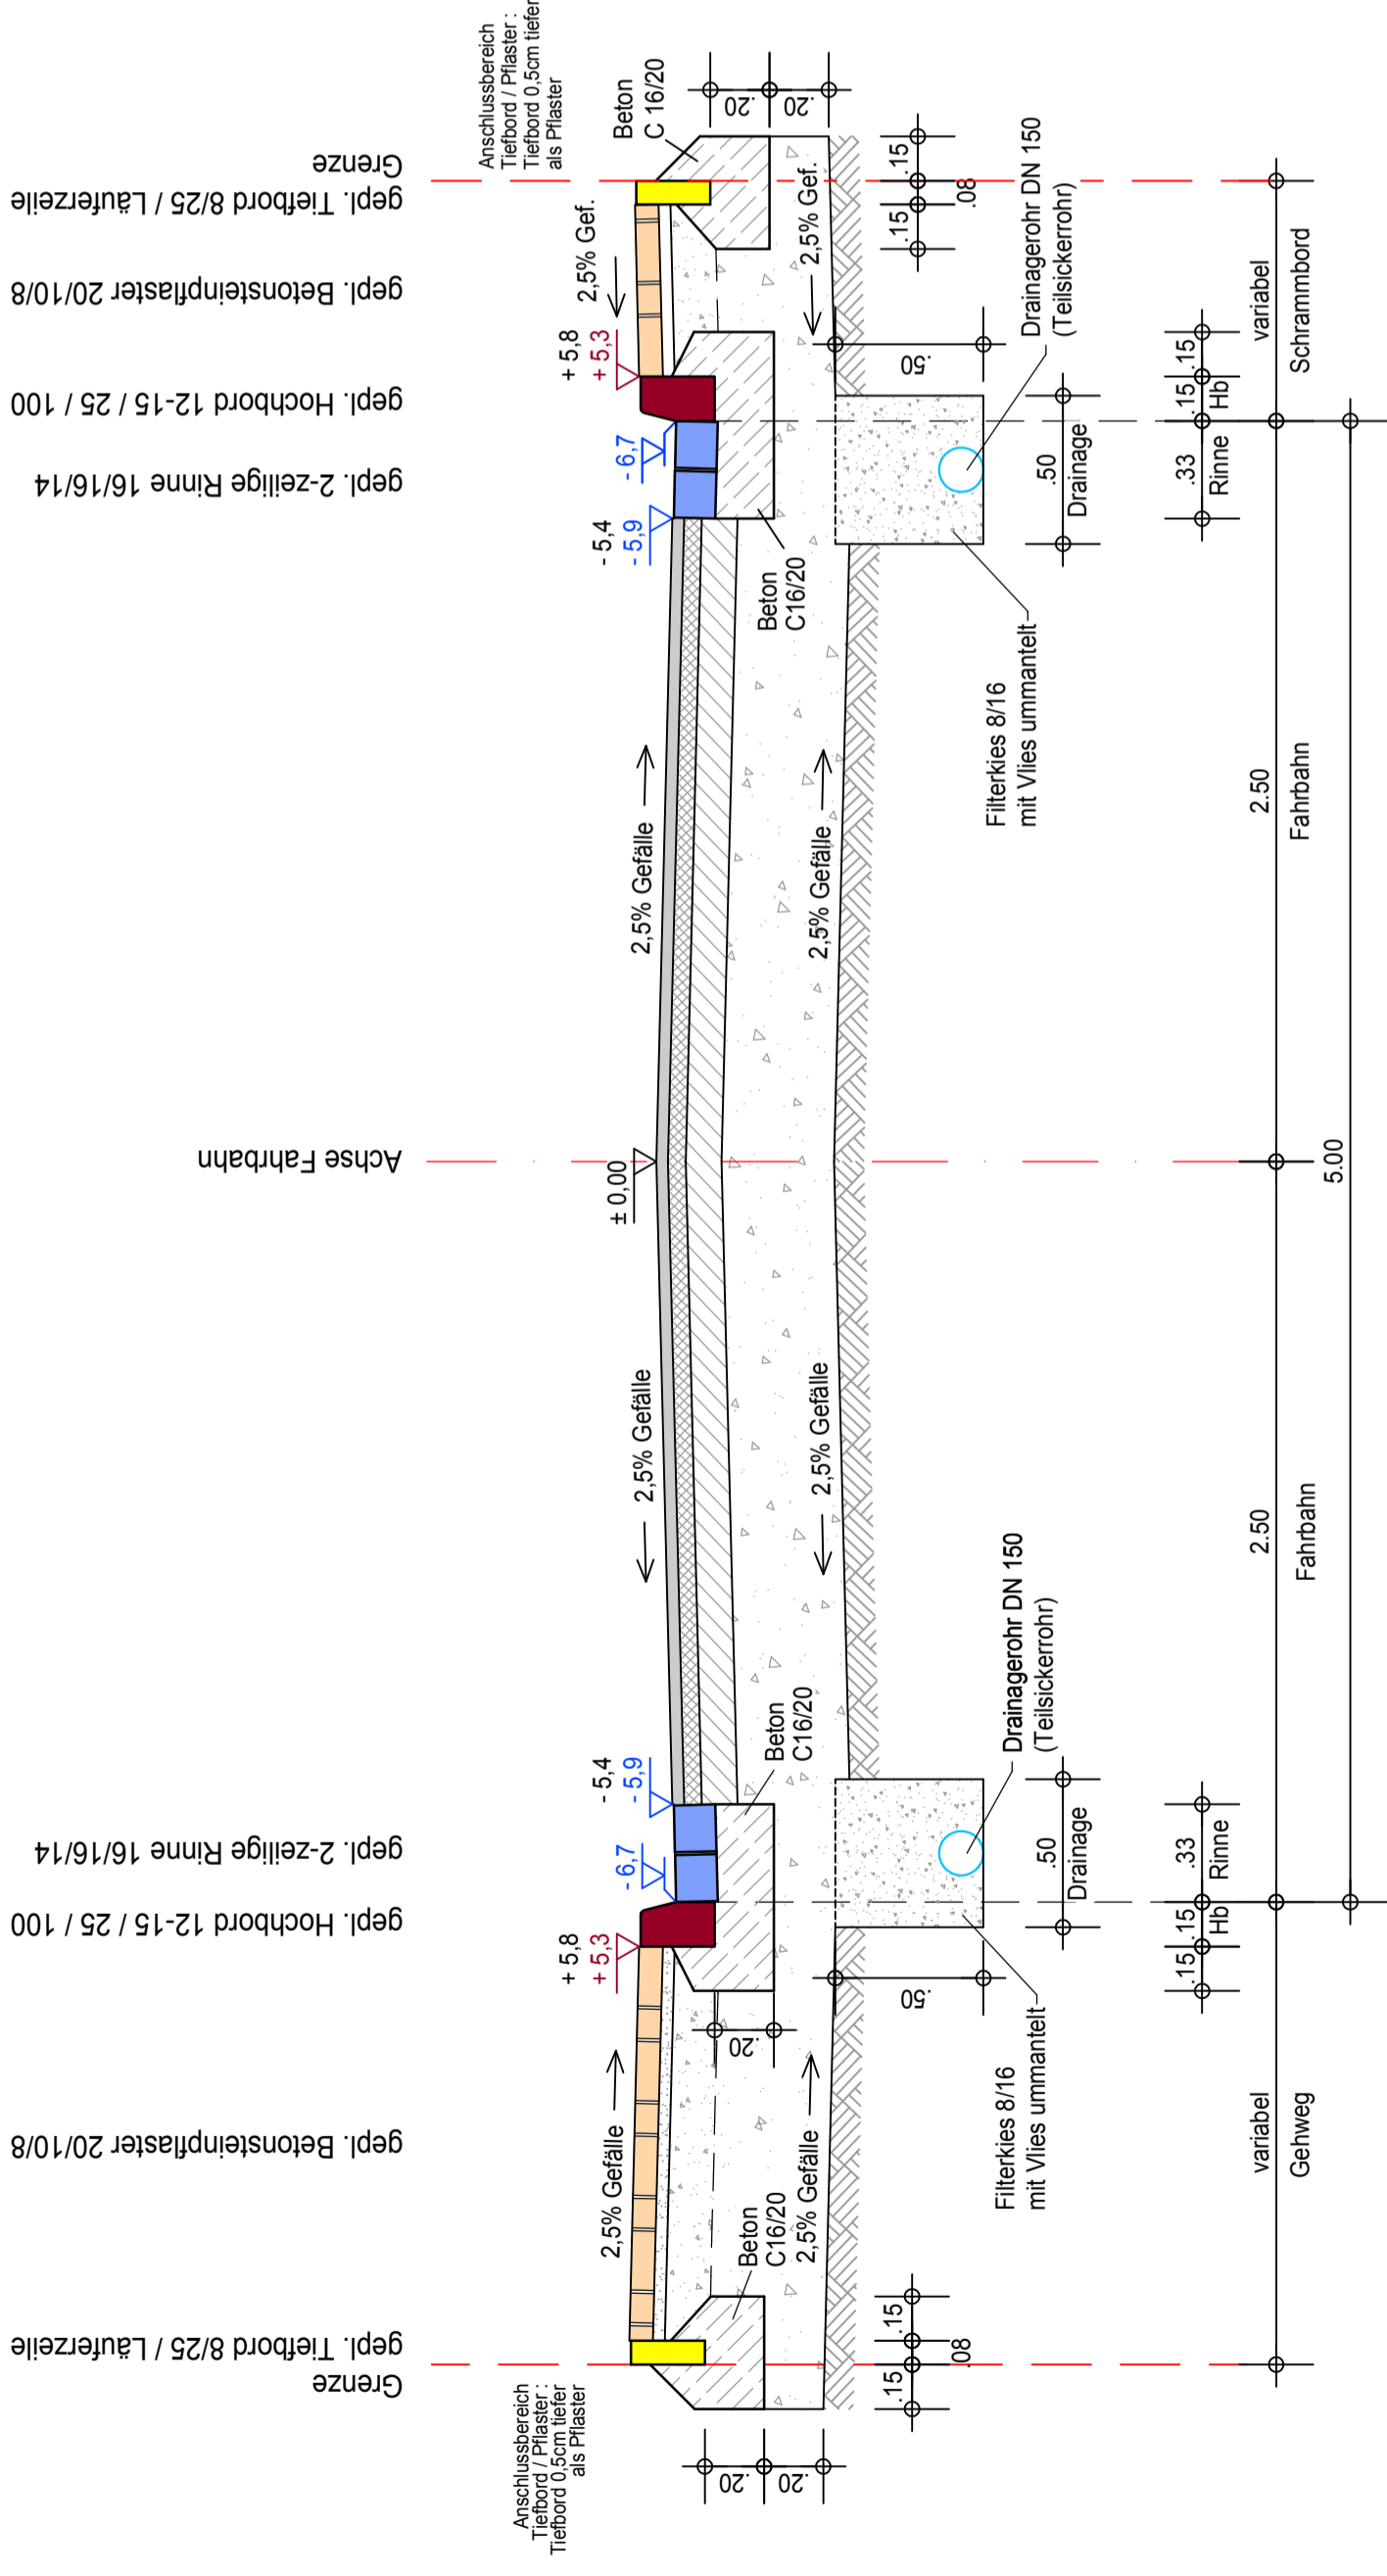 Grenze
gepl. Tiefbord 8/25 / Läuferzeile
gepl. Betonsteinpflaster 20/10/8
gepl. Hochbord 12-15 / 25 / 100
gepl. 2-zeilige Rinne 16/16/14
Achse Fahrbahn
gepl. 2-zeilige Rinne 16/16/14
gepl. Hochbord 12-15 / 25 / 100
gepl. Betonsteinpflaster 20/10/8
gepl. Tiefbord 8/25 / Läuferzeile
Grenze
Anschlussbereich
Tiefbord / Pflaster :
Tiefbord 0,5cm tiefer
als Pflaster
Anschlussbereich
Tiefbord / Pflaster :
Tiefbord 0,5cm tiefer
als Pflaster
2,5% Gefälle
+ 5,8
+ 5,3
- 6,7
- 5,4
- 5,9
2,5% Gefälle
± 0,00
2,5% Gefälle
- 5,4
- 5,9
- 6,7
+ 5,8
+ 5,3
2,5% Gef.
Beton
C 16/20
.20
.20
Beton
C16/20
2,5% Gefälle
.20
Beton
C16/20
2,5% Gefälle
2,5% Gefälle
Beton
C16/20
2,5% Gef.
.20
.20
.15
.08
.15
.50
.50
.15
.08
.15
Filterkies 8/16
mit Vlies ummantelt
Drainagerohr DN 150
(Teilsickerrohr)
.50
Drainage
Filterkies 8/16
mit Vlies ummantelt
Drainagerohr DN 150
(Teilsickerrohr)
.50
Drainage
.15
.15
Hb
.33
Rinne
.33
Rinne
.15
Hb
.15
variabel
Gehweg
2.50
Fahrbahn
2.50
Fahrbahn
variabel
Schrammbord
5.00